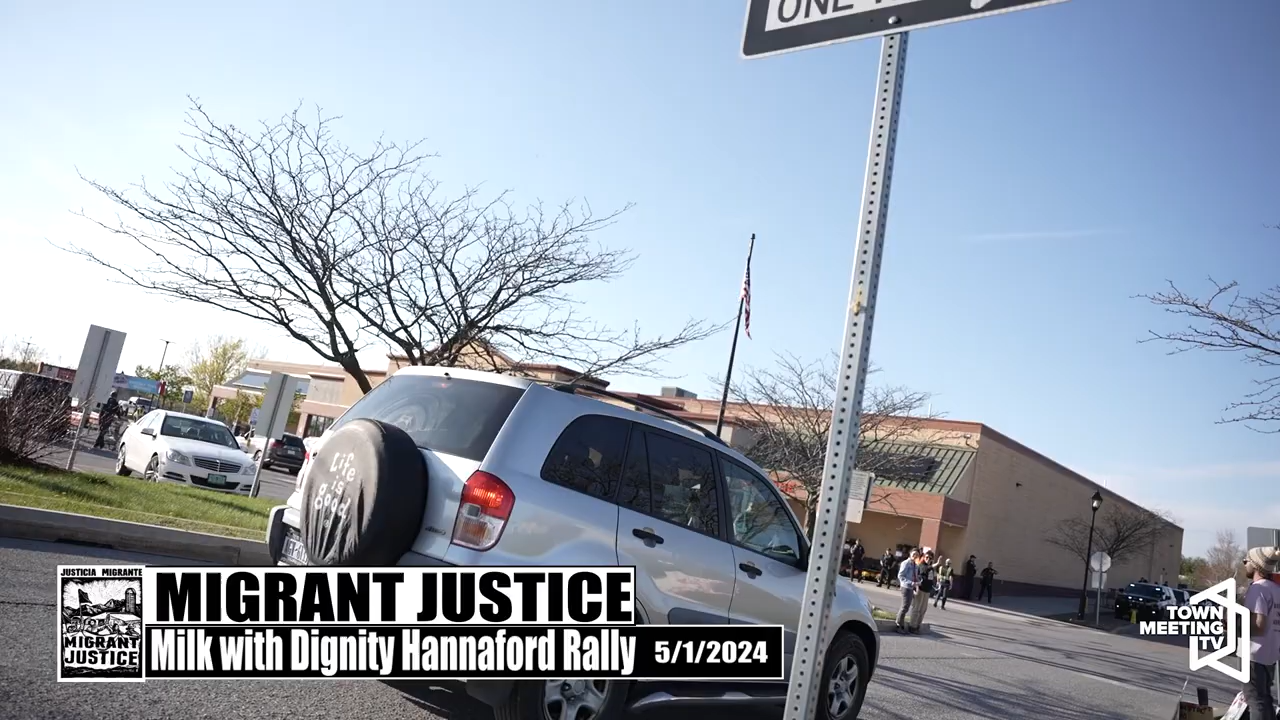 ONE
Life
is
good
JUSTICIA MIGRANTE
MIGRANT
JUSTICE
MIGRANT JUSTICE
Milk with Dignity Hannaford Rally 5/1/2024
TOWN
MEETING
TV